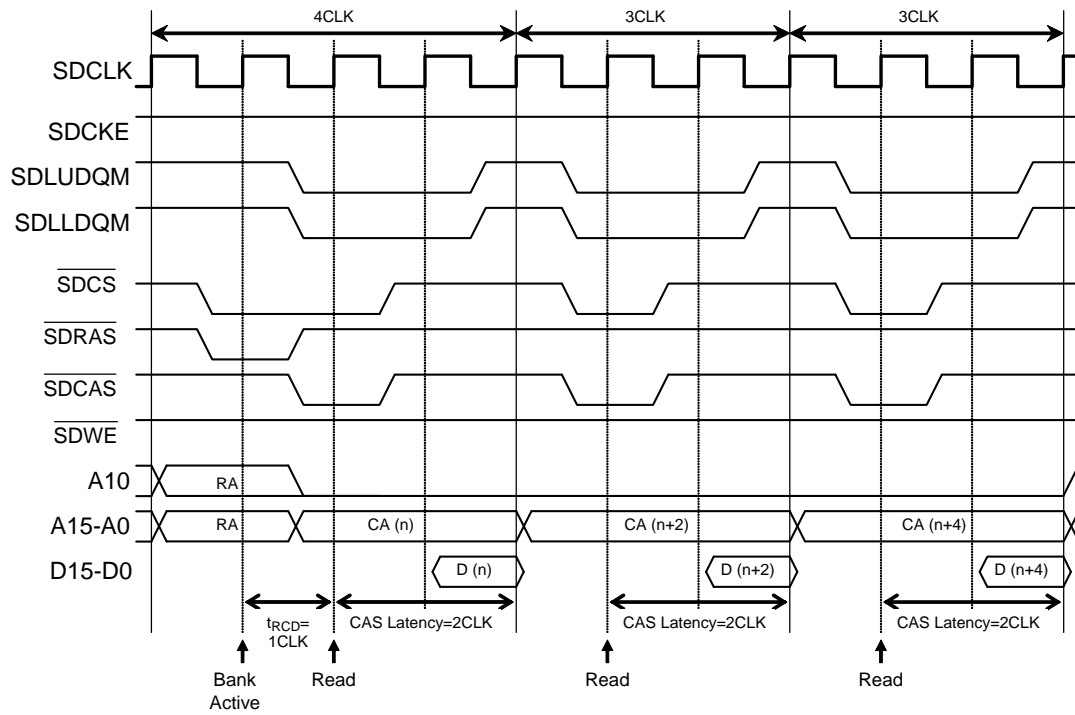 4CLK 3CLK 3CLK
SDCLK
SDCKE
SDLUDQM
SDLLDQM
SDCS
SDRAS
SDCAS
SDWE
A10 RA
A15-A0 RA CA (n) CA (n+2) CA (n+4)
D15-D0 D (n) D (n+2) D (n+4)
tRCD= CAS Latency=2CLK CAS Latency=2CLK CAS Latency=2CLK
1CLK
Bank Read Read Read
Active